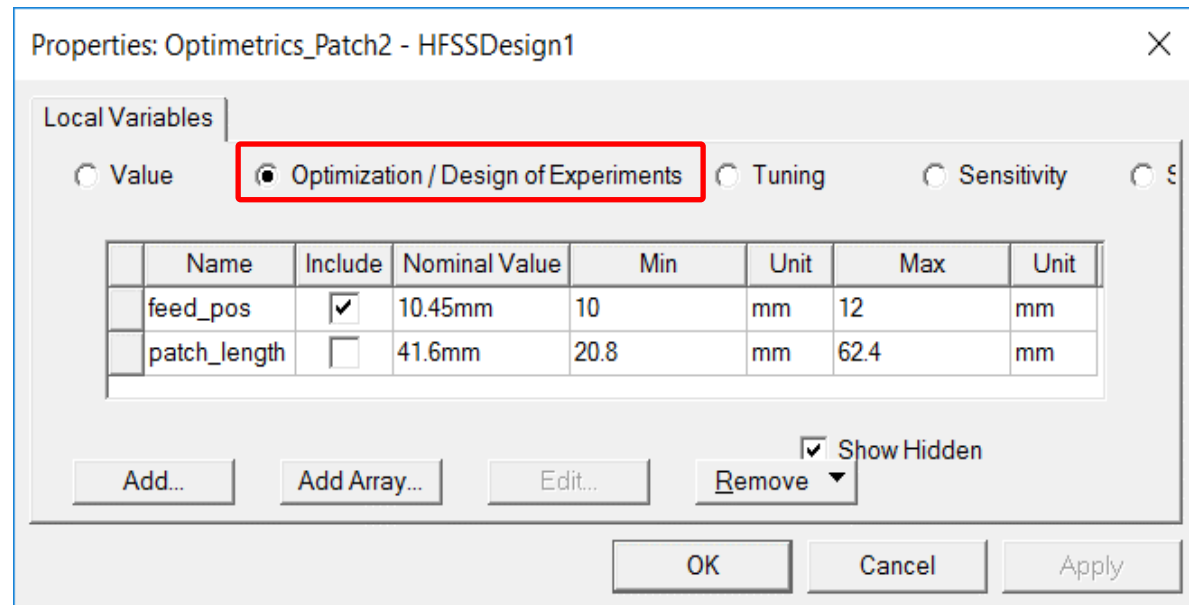 Properties: Optimetrics_Patch2 - HFSSDesign1
Local Variables
Value Optimization / Design of Experiments Tuning Sensitivity S
Name Include Nominal Value Min Unit Max Unit
feed_pos 10.45mm 10 mm 12 mm
patch_length 41.6mm 20.8 mm 62.4 mm
Show Hidden
Add... Add Array... Edit... Remove
OK Cancel Apply